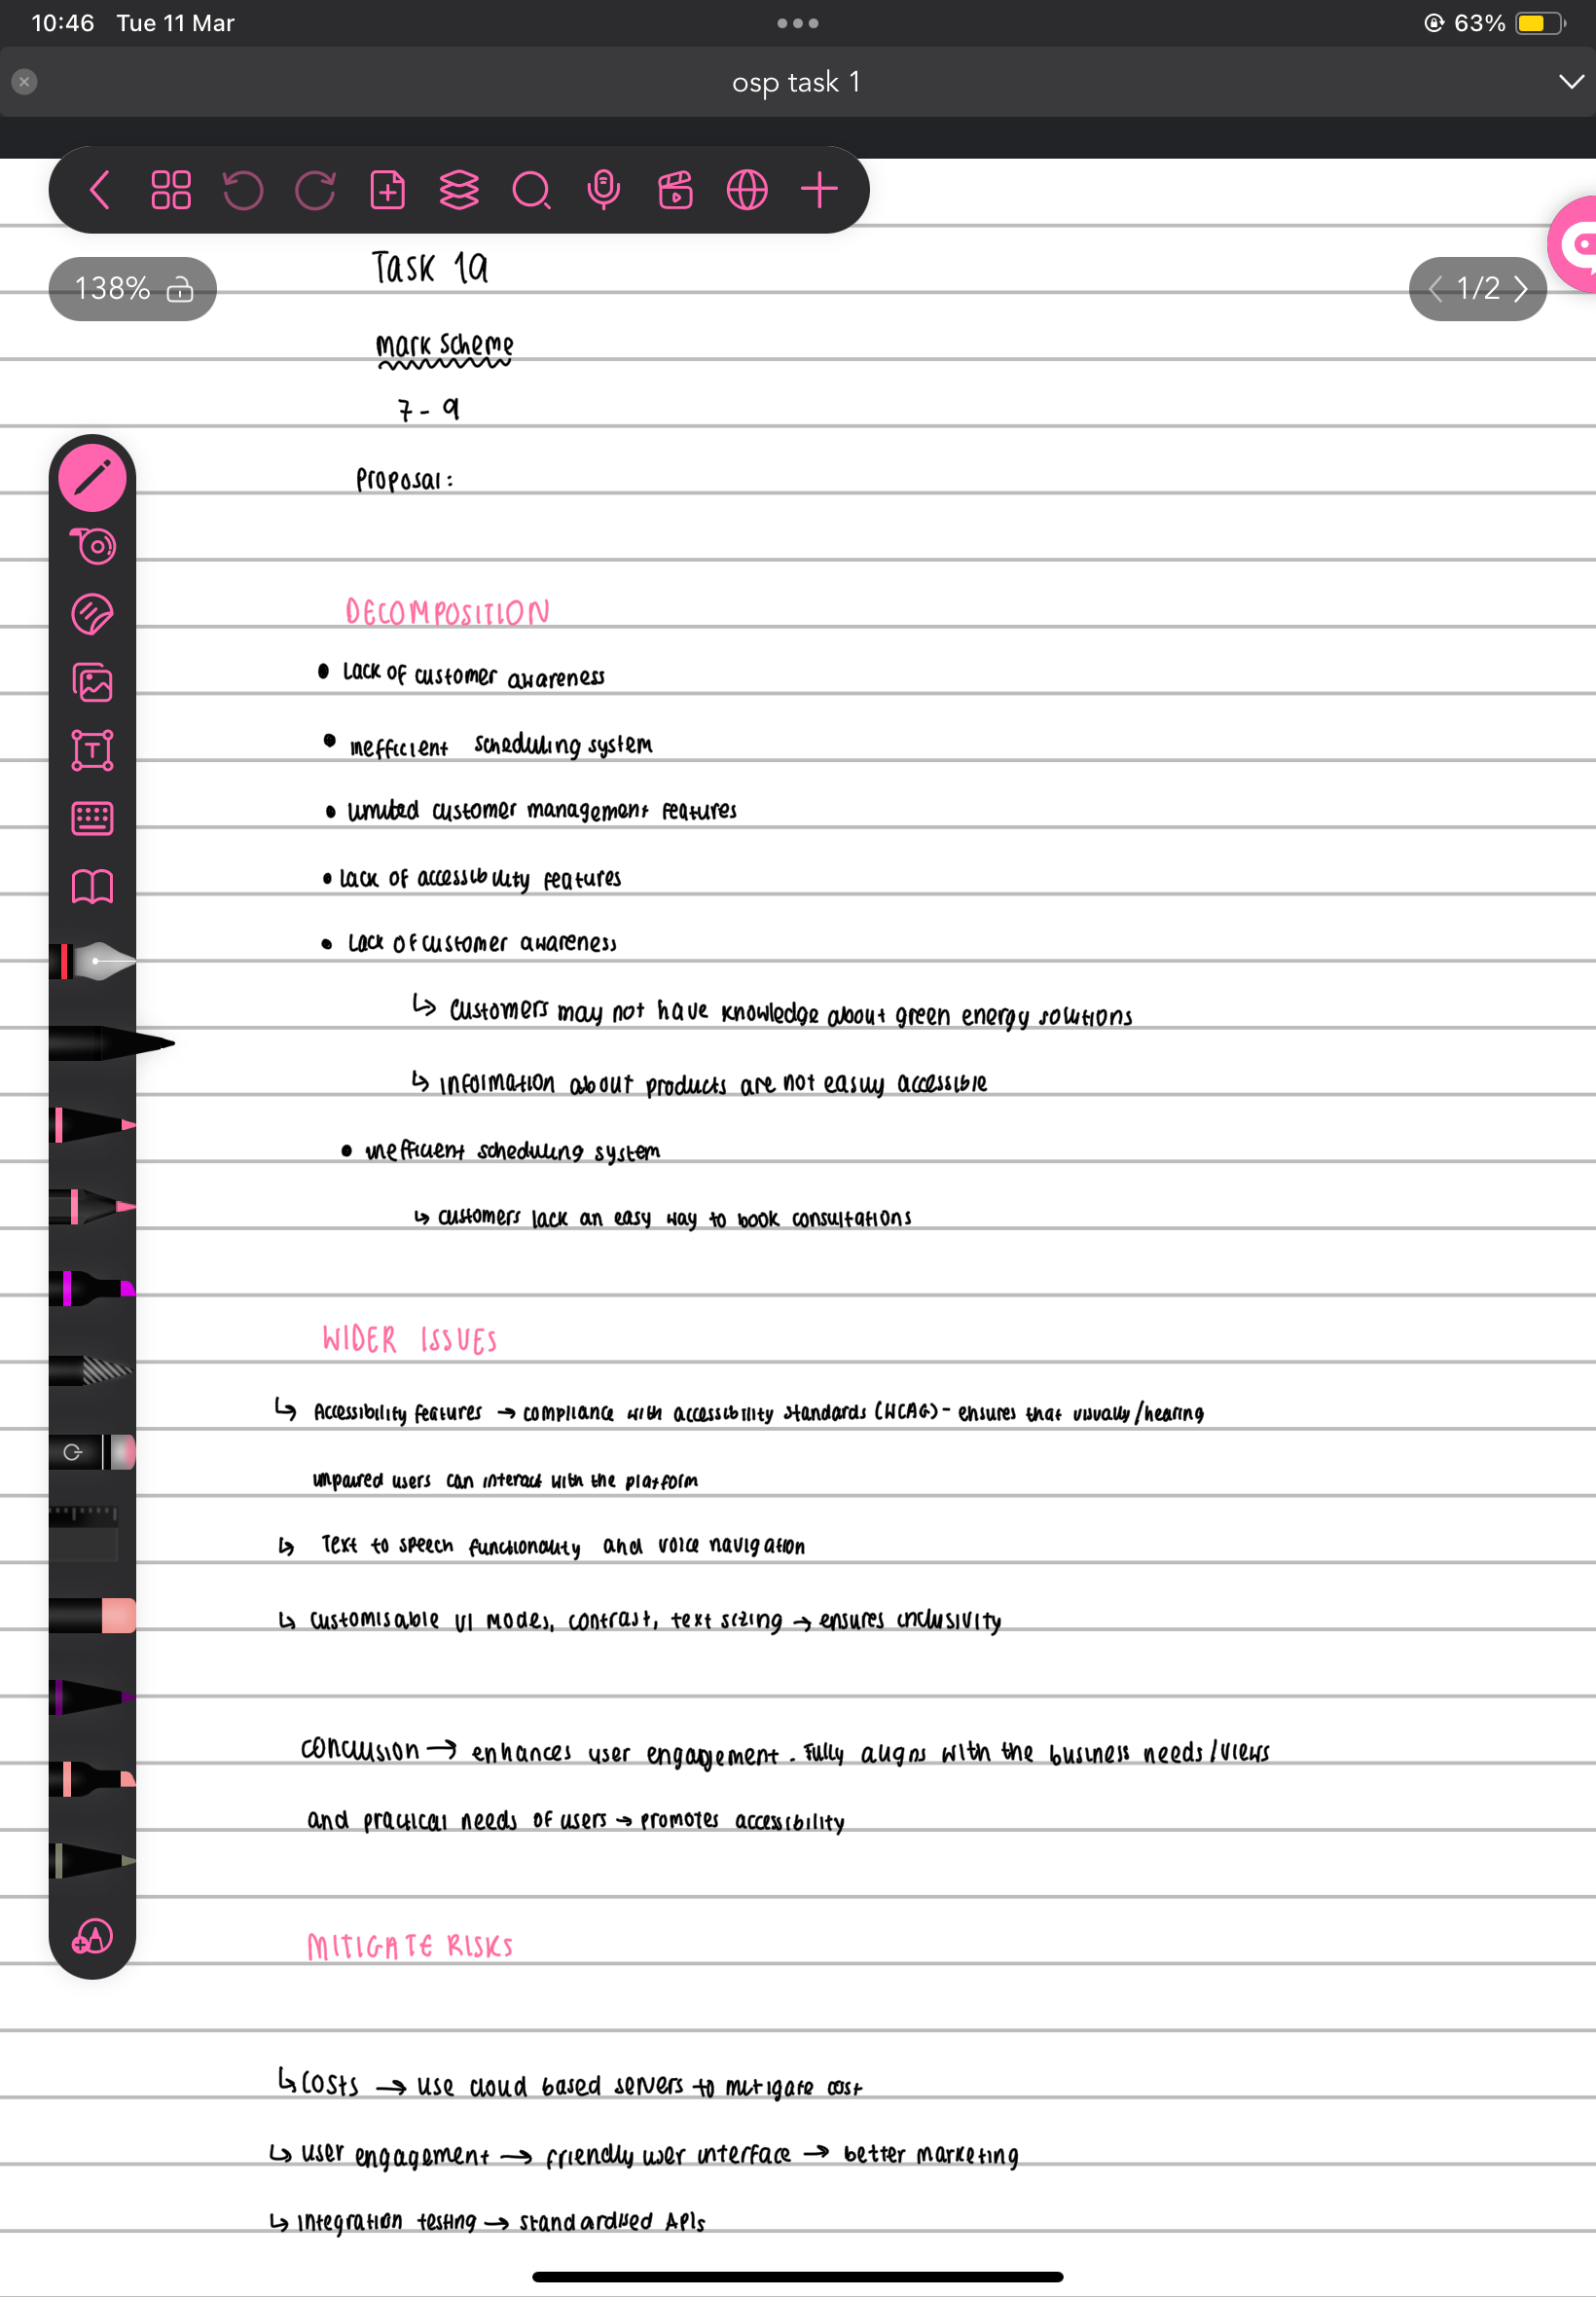 10:46 Tue 11 Mar
63%
osp task 1
Task 1a
138%
1/2
mark scheme
7-9
Proposal:
DECOMPOSITION
• Lack of customer awareness
• inefficient scheduling system
• limited customer management features
• Lack of accessibility features
• Lack of customer awareness
↳ Customers may not have knowledge about green energy solutions
↳ information about products are not easily accessible
• inefficient scheduling system
↳ customers lack an easy way to book consultations
WIDER ISSUES
↳ Accessibility features → compliance with accessibility standards (WCAG) - ensures that visually/hearing
impaired users can interact with the platform
↳ Text to speech functionality and voice navigation
↳ customisable UI modes, contrast, text sizing → ensures inclusivity
conclusion → enhances user engagement. Fully aligns with the business needs/views
and practical needs of users → promotes accessibility
MITIGATE RISKS
↳ costs → use cloud based servers to mitigate cost
↳ user engagement → friendly user interface → better marketing
↳ integration testing → standardised APIs